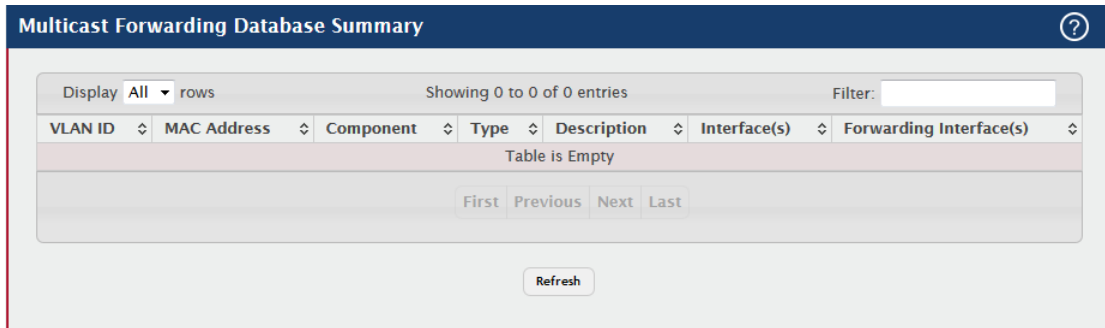 Multicast Forwarding Database Summary ?
Display All rows Showing 0 to 0 of 0 entries Filter:
VLAN ID MAC Address Component Type Description Interface(s) Forwarding Interface(s)
Table is Empty
First Previous Next Last
Refresh